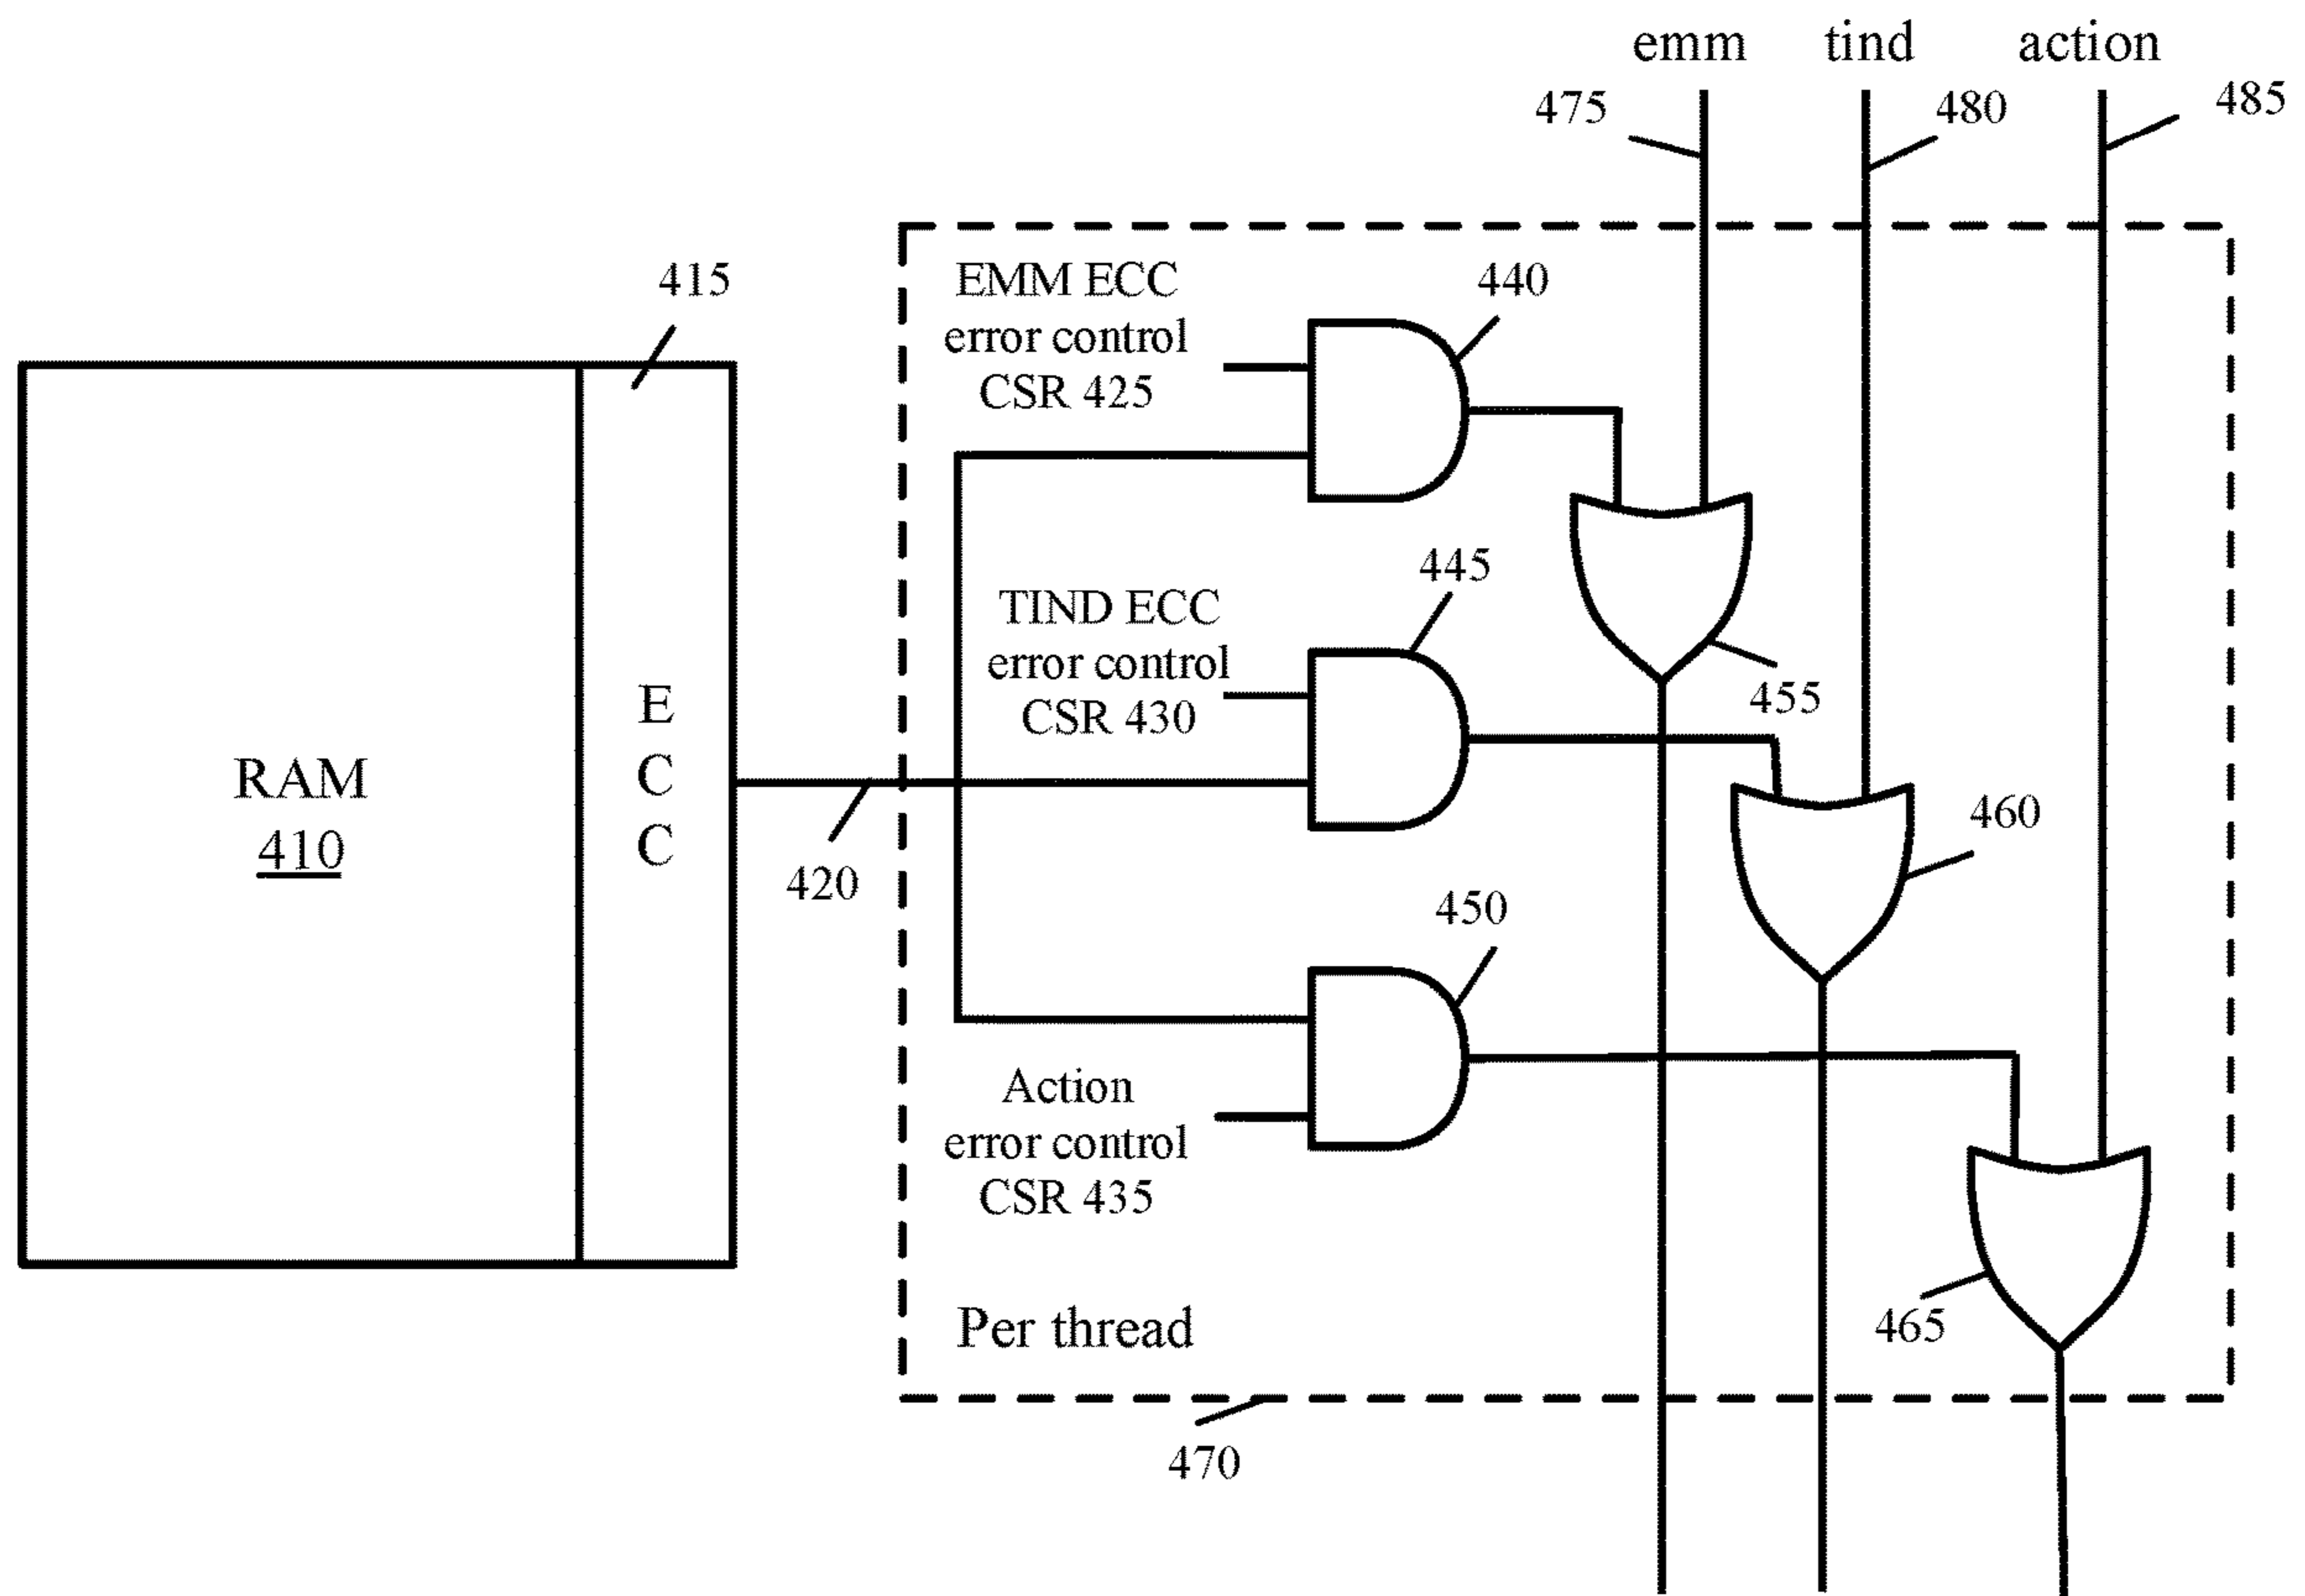 emm tind action
475 480 485
415
EMM ECC
error control
CSR 425
440
445
TIND ECC
error control
CSR 430
455
E
C
C
RAM
410
420
460
450
Action
error control
CSR 435
465
Per thread
470